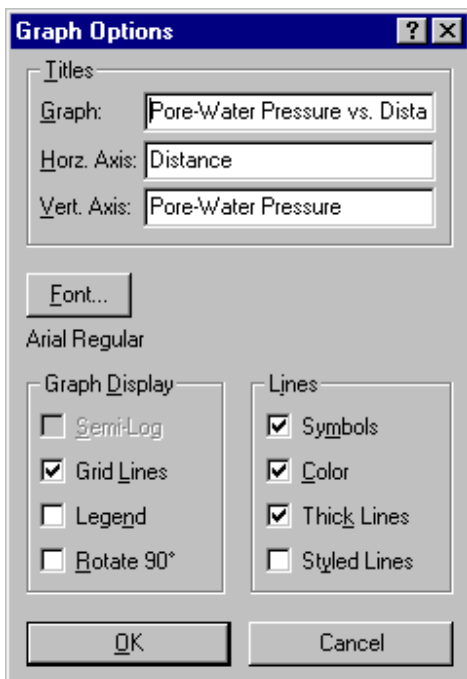 Graph Options
Titles
Graph: Pore-Water Pressure vs. Dista
Horz. Axis: Distance
Vert. Axis: Pore-Water Pressure
Font...
Arial Regular
Graph Display
Semi-Log
Grid Lines
Legend
Rotate 90°
Lines
Symbols
Color
Thick Lines
Styled Lines
OK
Cancel